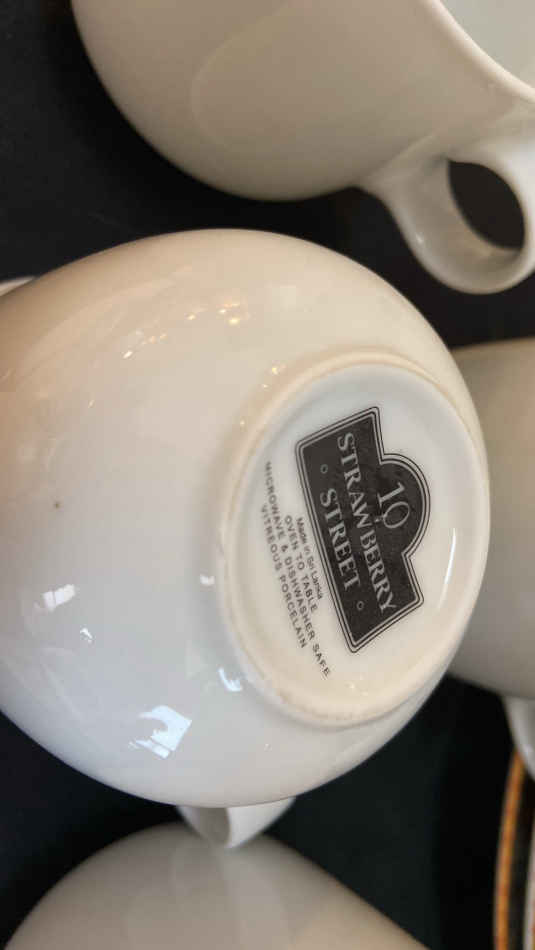 10
STRAWBERRY
STREET
Made in Sri Lanka
OVEN TO TABLE
MICROWAVE & DISHWASHER SAFE
VITREOUS PORCELAIN